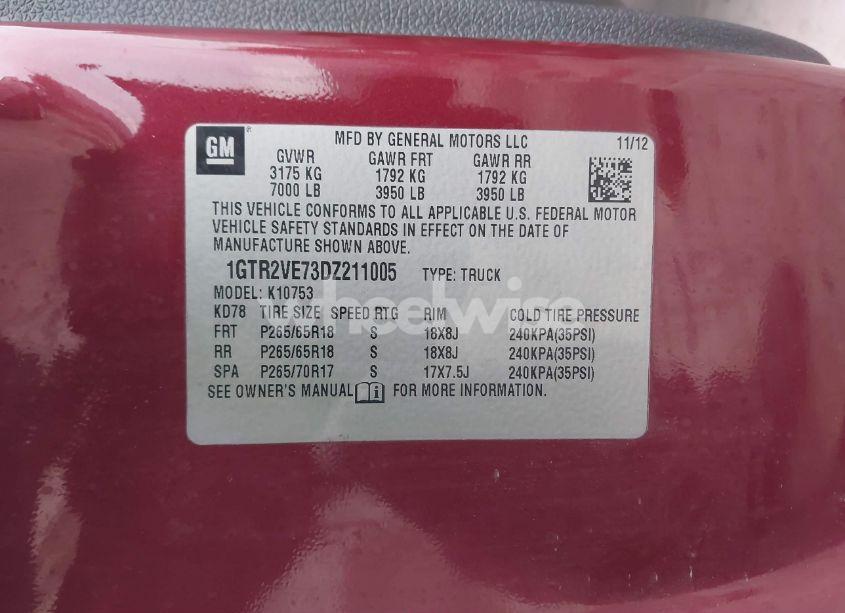 GM
MFD BY GENERAL MOTORS LLC 11/12
GVWR GAWR FRT GAWR RR
3175 KG 1792 KG 1792 KG
7000 LB 3950 LB 3950 LB
THIS VEHICLE CONFORMS TO ALL APPLICABLE U.S. FEDERAL MOTOR
VEHICLE SAFETY STANDARDS IN EFFECT ON THE DATE OF
MANUFACTURE SHOWN ABOVE.
1GTR2VE73DZ211005 TYPE: TRUCK
MODEL: K10753
KD78 TIRE SIZE SPEED RTG RIM COLD TIRE PRESSURE
FRT P265/65R18 S 18X8J 240KPA(35PSI)
RR P265/65R18 S 18X8J 240KPA(35PSI)
SPA P265/70R17 S 17X7.5J 240KPA(35PSI)
SEE OWNER'S MANUAL FOR MORE INFORMATION.
wheelwise